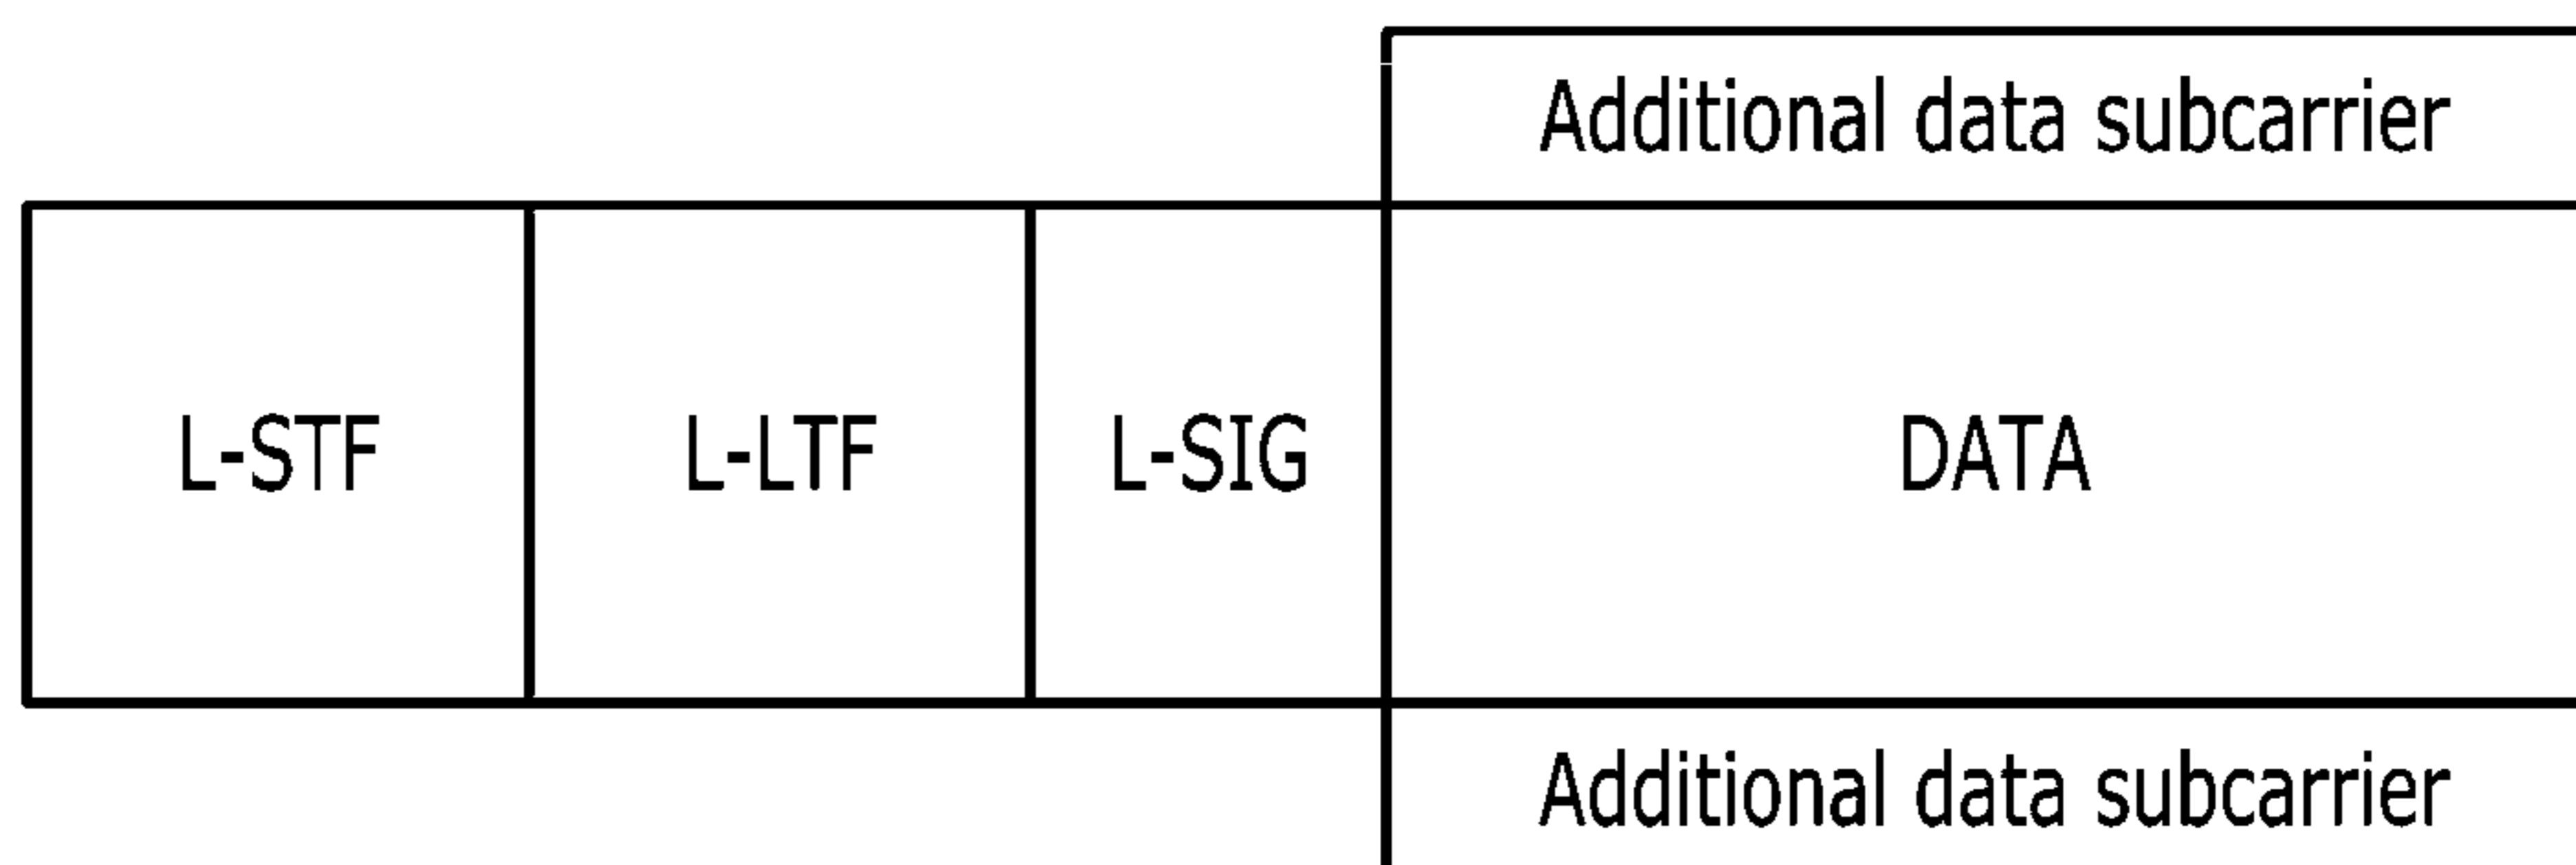 Additional data subcarrier
L-STF
L-LTF
L-SIG
DATA
Additional data subcarrier